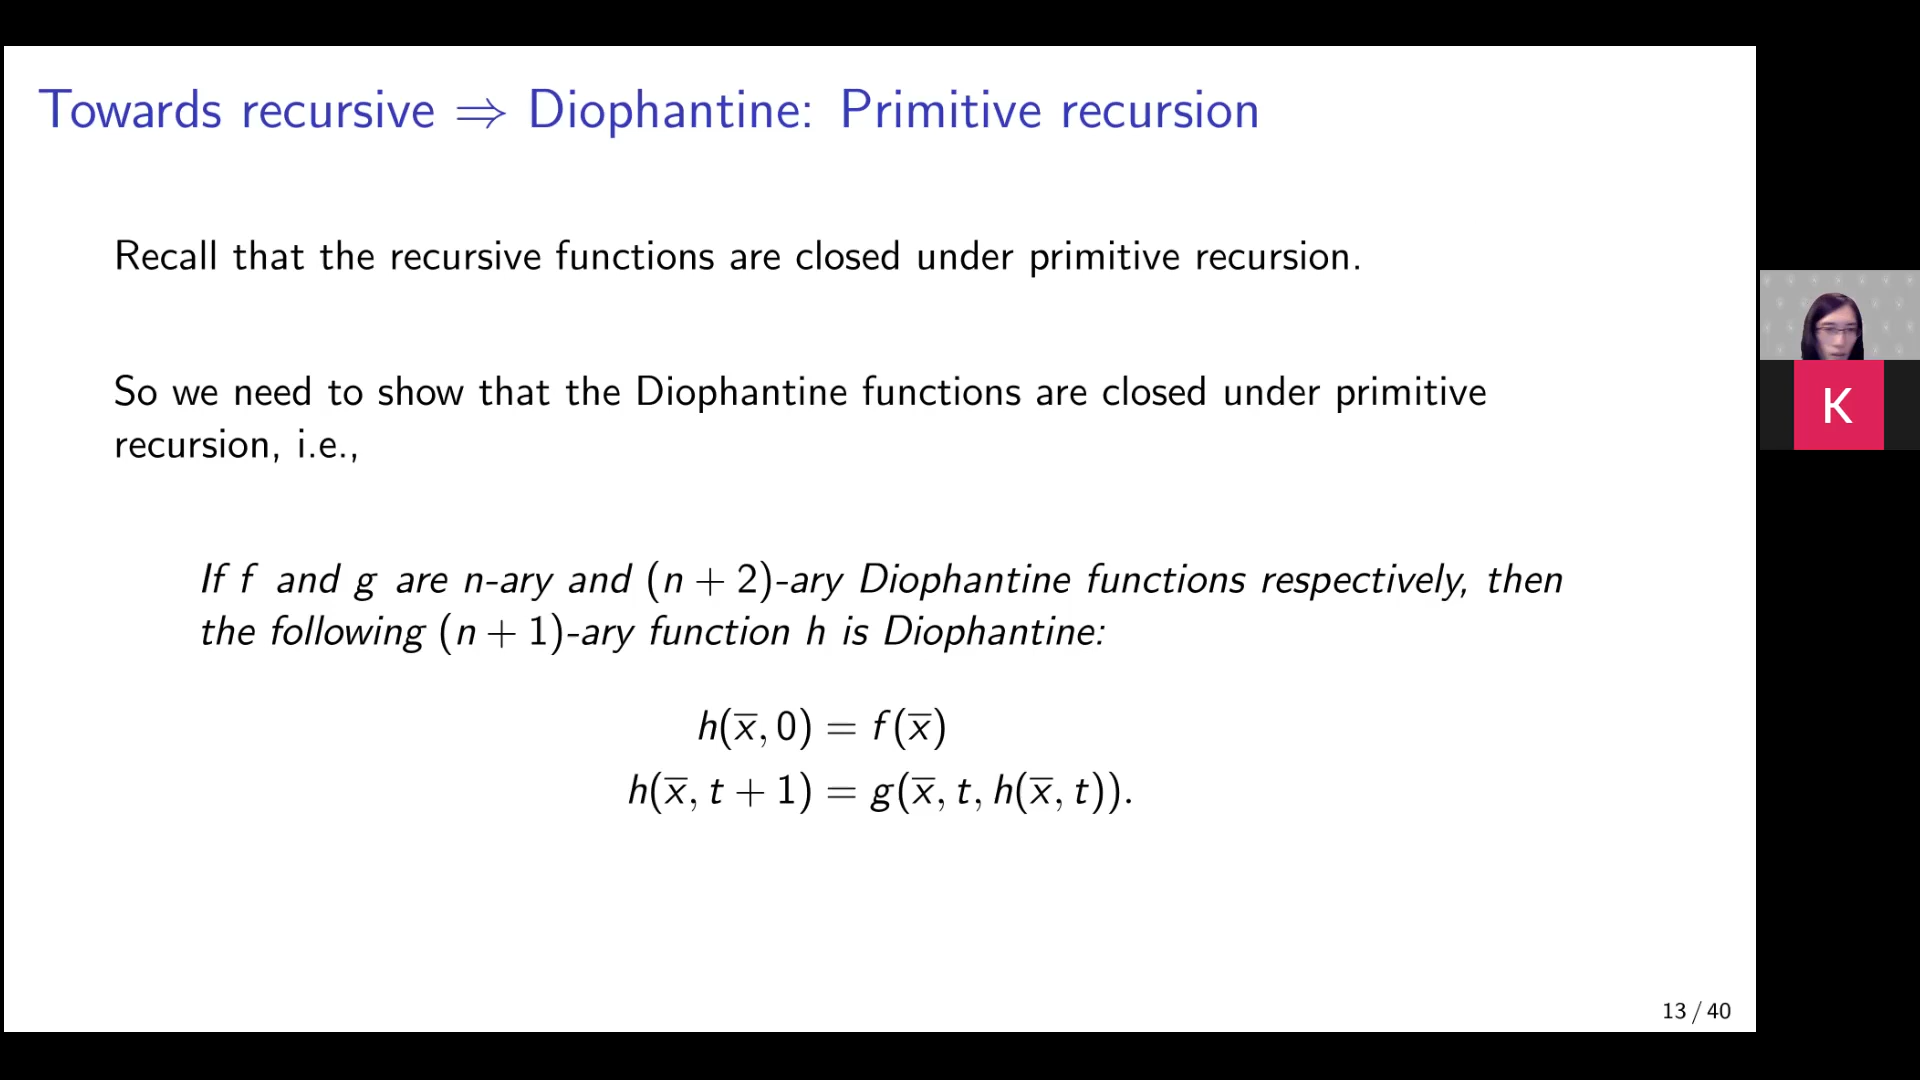 Towards recursive ⇒ Diophantine: Primitive recursion
Recall that the recursive functions are closed under primitive recursion.
So we need to show that the Diophantine functions are closed under primitive
recursion, i.e.,
If f and g are n-ary and (n + 2)-ary Diophantine functions respectively, then
the following (n + 1)-ary function h is Diophantine:
h(x̅, 0) = f(x̅)
h(x̅, t + 1) = g(x̅, t, h(x̅, t)).
K
13 / 40